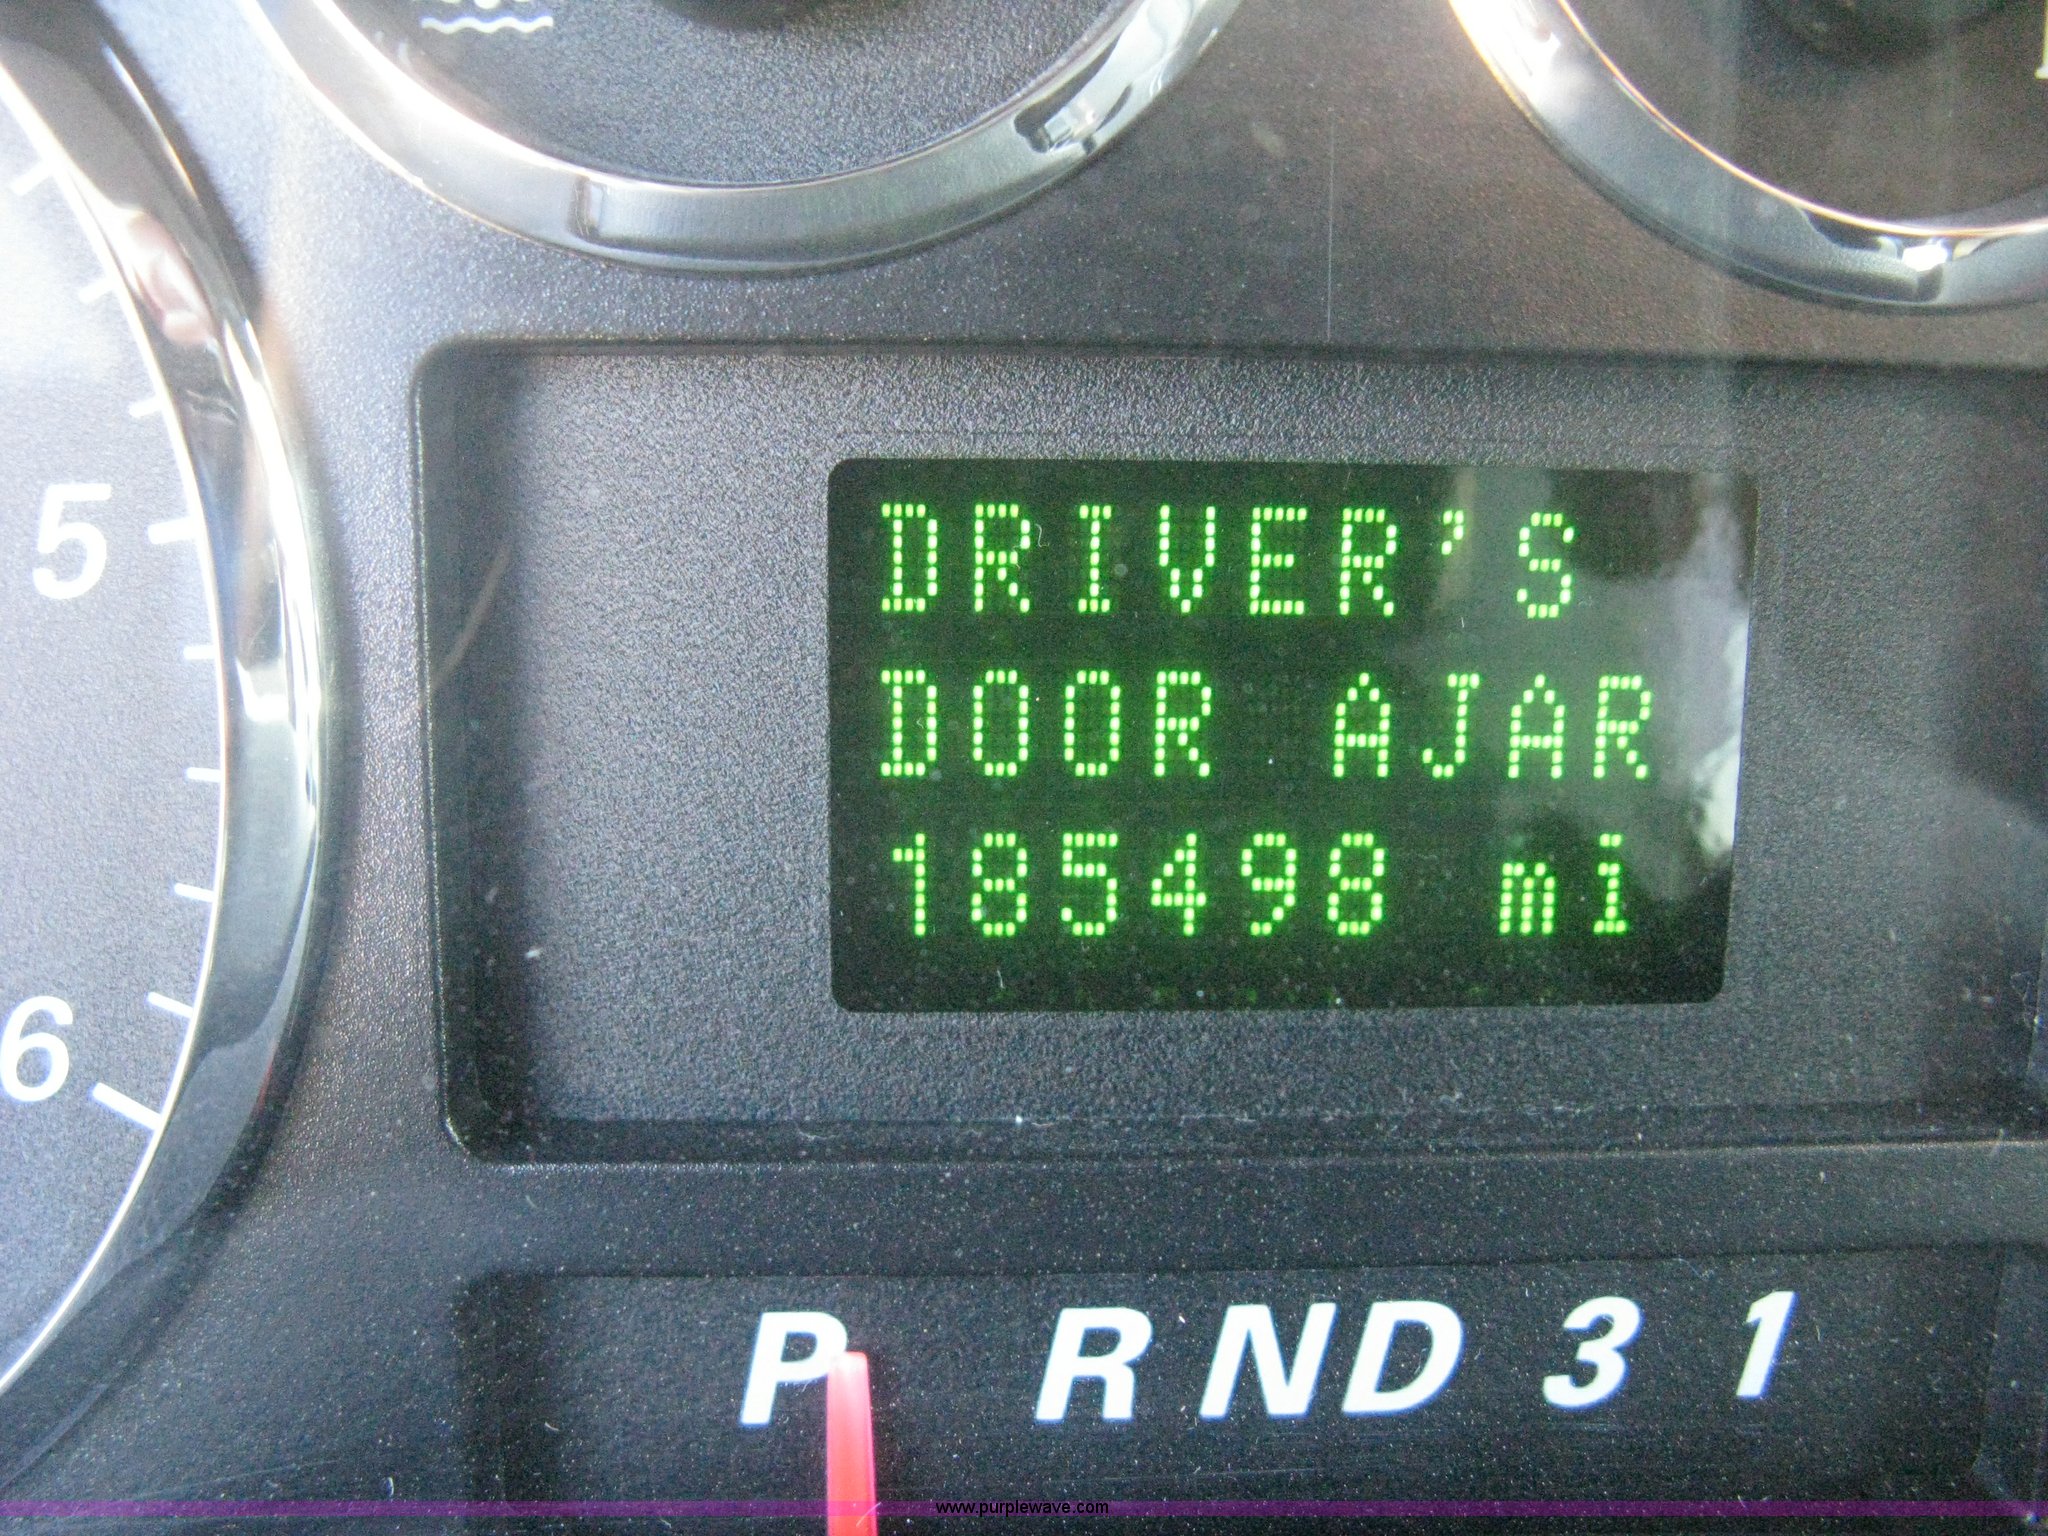 5
6
DRIVER'S
DOOR AJAR
185498 mi
P R N D 3 1
www.purplewave.com